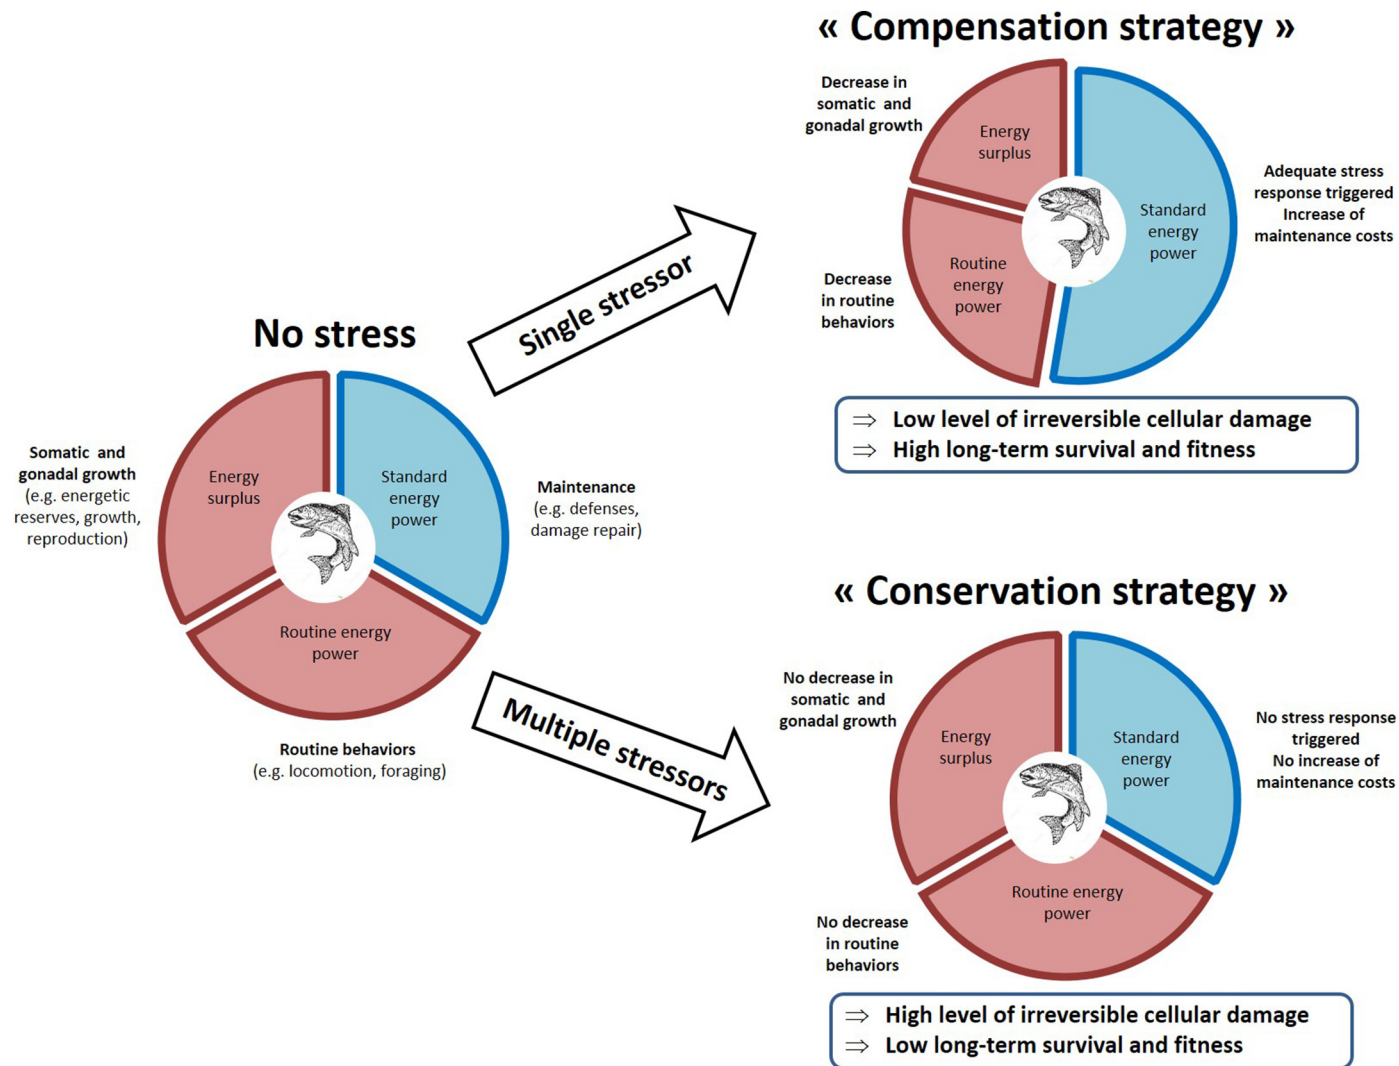 « Compensation strategy »
Decrease in
somatic and
gonadal growth
Energy
surplus
Standard
energy
power
Adequate stress
response triggered
Increase of
maintenance costs
Routine
energy
power
Decrease
in routine
behaviors
⇒ Low level of irreversible cellular damage
⇒ High long-term survival and fitness
Single stressor
No stress
Somatic and
gonadal growth
(e.g. energetic
reserves, growth,
reproduction)
Energy
surplus
Standard
energy
power
Maintenance
(e.g. defenses,
damage repair)
Routine energy
power
Routine behaviors
(e.g. locomotion, foraging)
Multiple stressors
« Conservation strategy »
No decrease in
somatic and
gonadal growth
Energy
surplus
Standard
energy
power
No stress response
triggered
No increase of
maintenance costs
Routine energy
power
No decrease
in routine
behaviors
⇒ High level of irreversible cellular damage
⇒ Low long-term survival and fitness